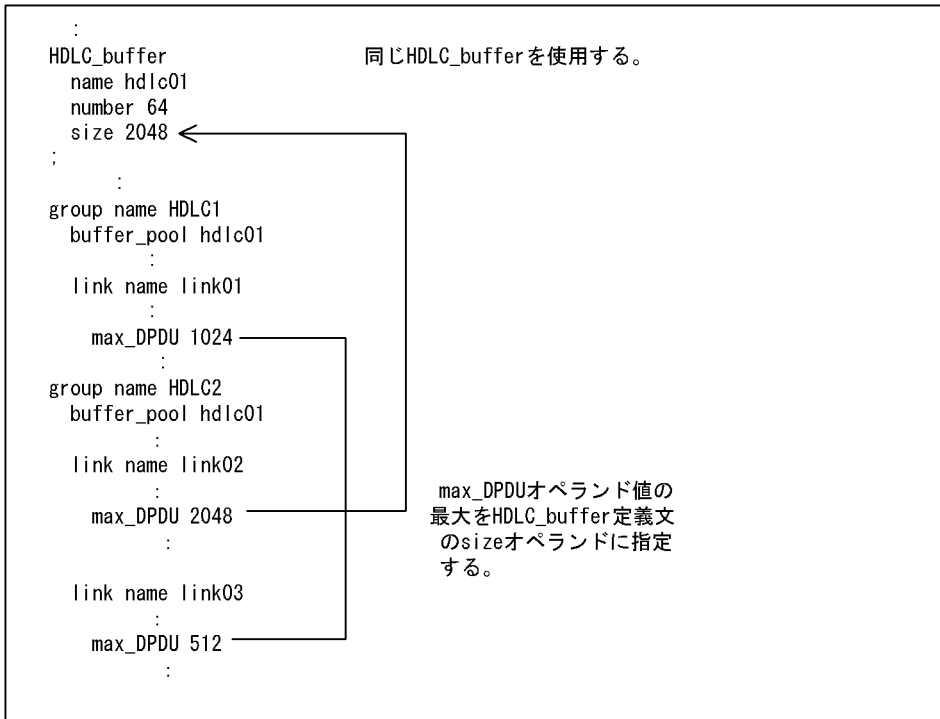 :
HDLC_buffer 同じHDLC_bufferを使用する。
name hdlc01
number 64
size 2048
;
:
group name HDLC1
buffer_pool hdlc01
:
link name link01
:
max_DPDU 1024
:
group name HDLC2
buffer_pool hdlc01
:
link name link02
:
max_DPDU 2048
:
max_DPDUオペランド値の
最大をHDLC_buffer定義文
のsizeオペランドに指定
する。
link name link03
:
max_DPDU 512
: